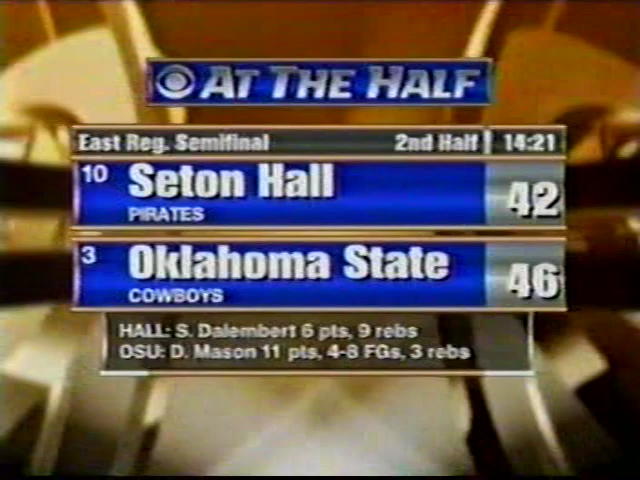 AT THE HALF
East Reg. Semifinal 2nd Half 14:21
10 Seton Hall 42
PIRATES
3 Oklahoma State 46
COWBOYS
HALL: S. Dalembert 6 pts, 9 rebs
OSU: D. Mason 11 pts, 4-8 FGs, 3 rebs